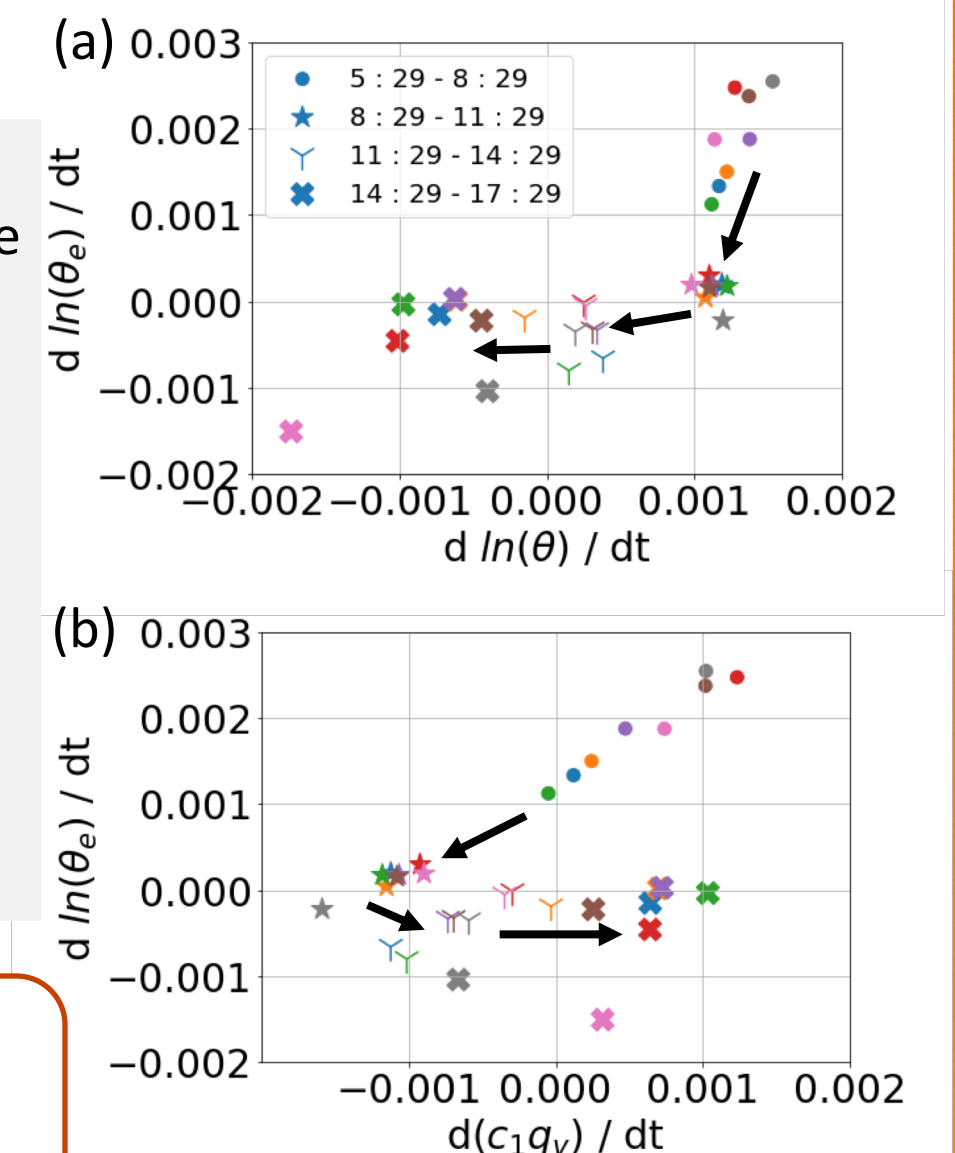 (a)
0.003
0.002
0.001
0.000
−0.001
−0.002
d ln(θe) / dt
5 : 29 - 8 : 29
8 : 29 - 11 : 29
11 : 29 - 14 : 29
14 : 29 - 17 : 29
−0.002 −0.001 0.000 0.001 0.002
d ln(θ) / dt
e
(b)
0.003
0.002
0.001
0.000
−0.001
−0.002
d ln(θe) / dt
−0.001 0.000 0.001 0.002
d(c1qv) / dt